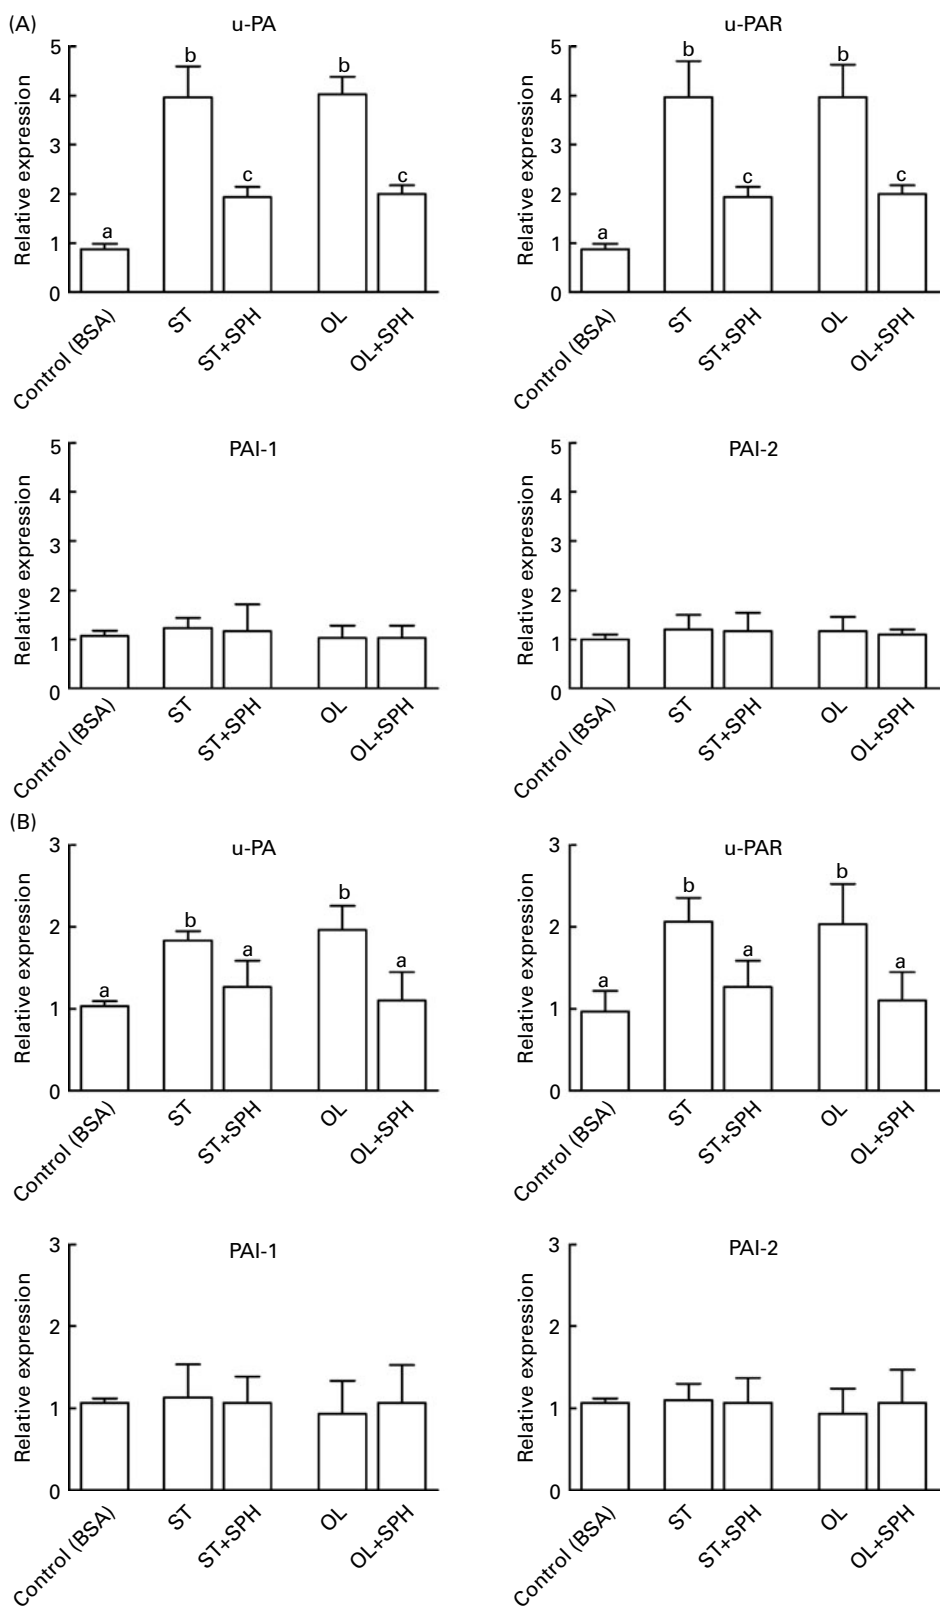 (A)
u-PA
b
b
c
c
a
5
4
3
2
1
0
Relative expression
Control (BSA)
ST
ST+SPH
OL
OL+SPH
u-PAR
b
b
c
c
a
5
4
3
2
1
0
Relative expression
Control (BSA)
ST
ST+SPH
OL
OL+SPH
PAI-1
5
4
3
2
1
0
Relative expression
Control (BSA)
ST
ST+SPH
OL
OL+SPH
PAI-2
5
4
3
2
1
0
Relative expression
Control (BSA)
ST
ST+SPH
OL
OL+SPH
(B)
u-PA
b
b
a
a
a
3
2
1
0
Relative expression
Control (BSA)
ST
ST+SPH
OL
OL+SPH
u-PAR
b
b
a
a
a
3
2
1
0
Relative expression
Control (BSA)
ST
ST+SPH
OL
OL+SPH
PAI-1
3
2
1
0
Relative expression
Control (BSA)
ST
ST+SPH
OL
OL+SPH
PAI-2
3
2
1
0
Relative expression
Control (BSA)
ST
ST+SPH
OL
OL+SPH